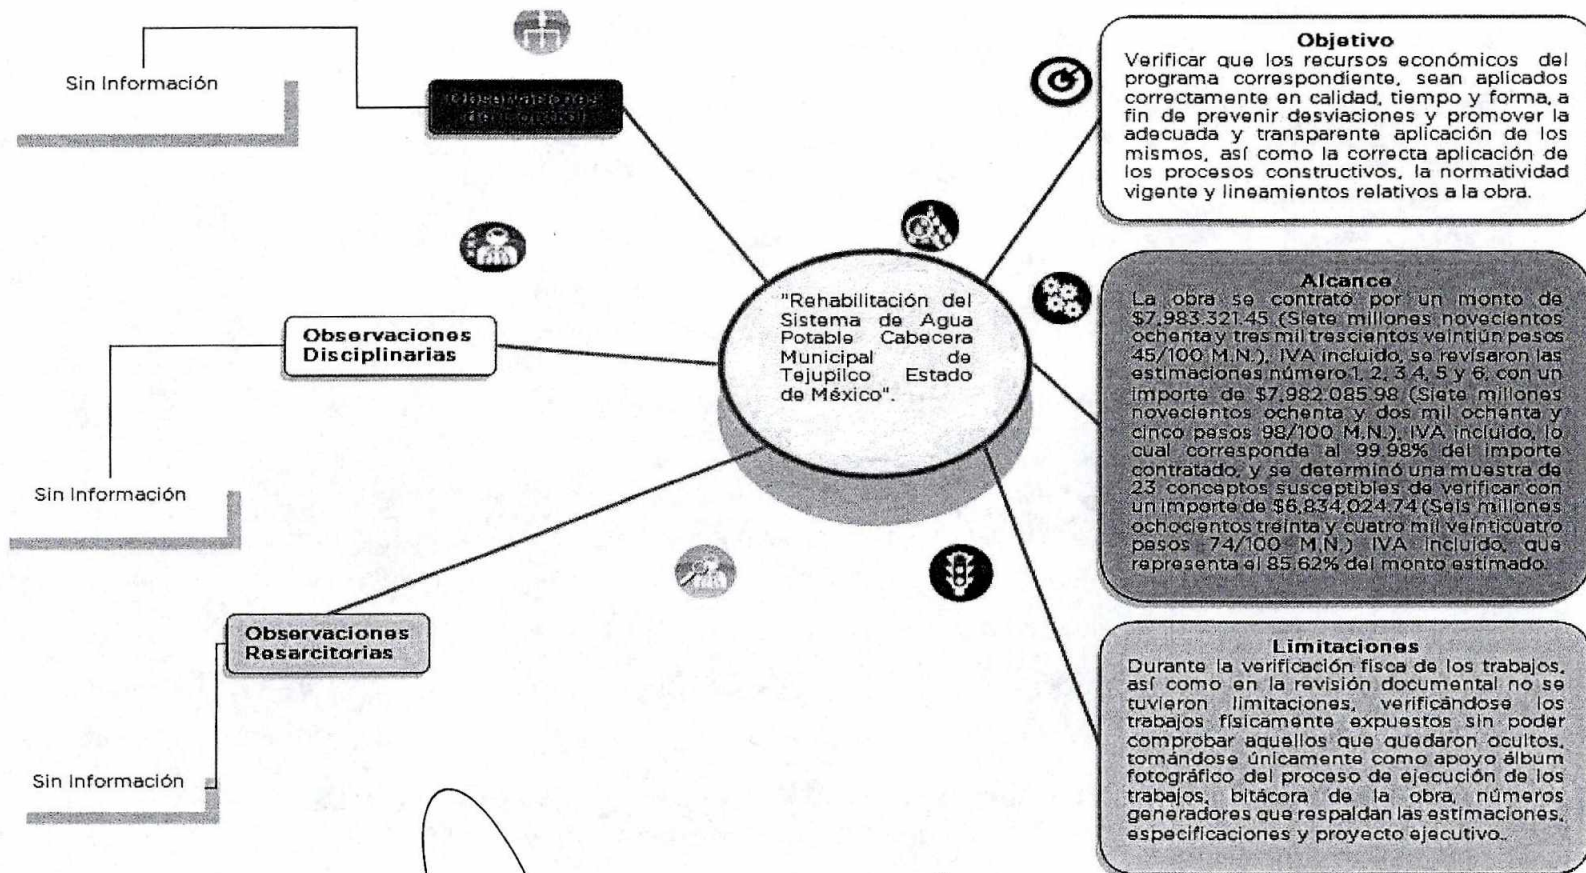 Sin Información
Observaciones
de Control
Observaciones
Disciplinarias
Sin Información
Observaciones
Resarcitorias
Sin Información
"Rehabilitación del
Sistema de Agua
Potable Cabecera
Municipal de
Tejupilco Estado
de México".
Objetivo
Verificar que los recursos económicos del
programa correspondiente, sean aplicados
correctamente en calidad, tiempo y forma, a
fin de prevenir desviaciones y promover la
adecuada y transparente aplicación de los
mismos, así como la correcta aplicación de
los procesos constructivos, la normatividad
vigente y lineamientos relativos a la obra.
Alcance
La obra se contrató por un monto de
$7,983,321.45 (Siete millones novecientos
ochenta y tres mil trescientos veintiún pesos
45/100 M.N.), IVA incluido, se revisaron las
estimaciones número 1, 2, 3 4, 5 y 6, con un
importe de $7,982,085.98 (Siete millones
novecientos ochenta y dos mil ochenta y
cinco pesos 98/100 M.N.), IVA incluido, lo
cual corresponde al 99.98% del importe
contratado, y se determinó una muestra de
23 conceptos susceptibles de verificar con
un importe de $6,834,024.74 (Seis millones
ochocientos treinta y cuatro mil veinticuatro
pesos 74/100 M.N.) IVA incluido, que
representa el 85.62% del monto estimado.
Limitaciones
Durante la verificación fisca de los trabajos,
así como en la revisión documental no se
tuvieron limitaciones, verificándose los
trabajos físicamente expuestos sin poder
comprobar aquellos que quedaron ocultos,
tomándose únicamente como apoyo álbum
fotográfico del proceso de ejecución de los
trabajos, bitácora de la obra, números
generadores que respaldan las estimaciones,
especificaciones y proyecto ejecutivo..